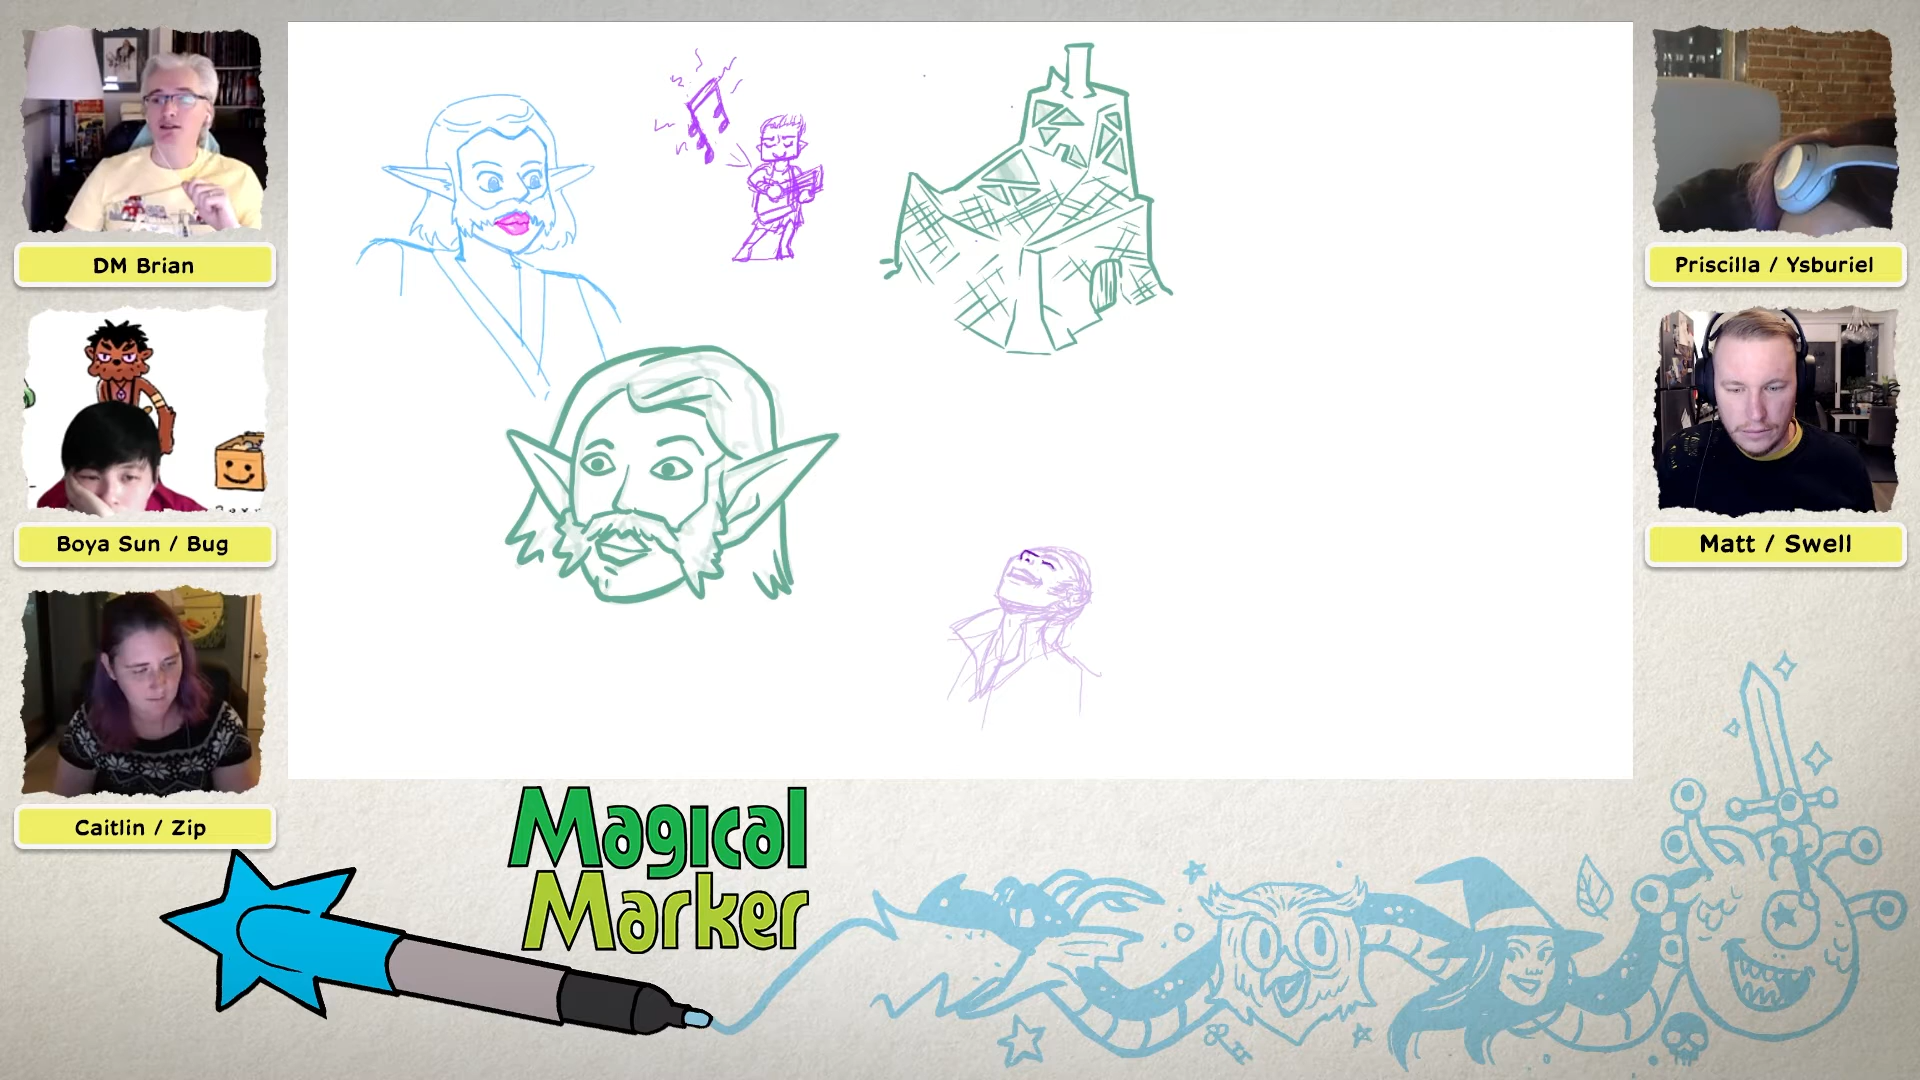 DM Brian
Priscilla / Ysburiel
Boya Sun / Bug
Matt / Swell
Caitlin / Zip
Magical
Marker